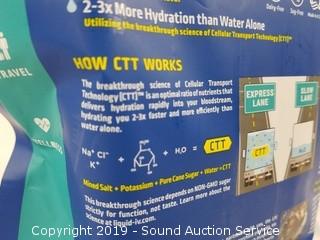 2-3x More Hydration than Water Alone
Utilizing the breakthrough science of Cellular Transport Technology (CTT)™
Dairy-Free
TRAVEL
HOW CTT WORKS
The breakthrough science of Cellular Transport
Technology (CTT)™ is an optimal ratio of nutrients that
delivers hydration rapidly into your bloodstream,
hydrating you 2-3x faster and more efficiently than
water alone.
EXPRESS
LANE
SLOW
LANE
Na⁺ Cl⁻
K⁺
+
+ H₂O =
CTT
CTT
H₂O
Mined Salt + Potassium + Pure Cane Sugar + Water = CTT
This breakthrough science depends on NON-GMO sugar
strictly for function, not taste. Learn more about the
science at liquid-iv.com
Copyright 2019 - Sound Auction Service